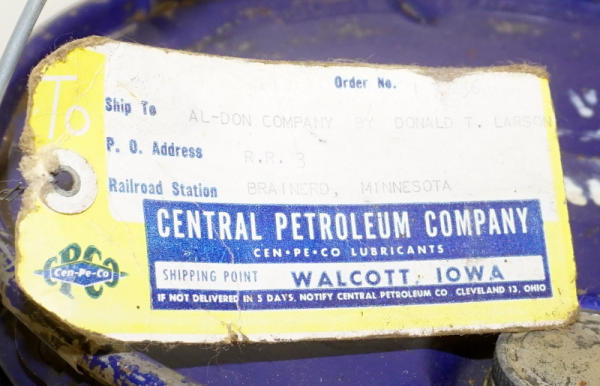 To
Order No.
Ship To AL-DON COMPANY BY DONALD T. LARSON
P. O. Address R.R. 3
Railroad Station BRAINERD, MINNESOTA
CENTRAL PETROLEUM COMPANY
CEN•PE•CO LUBRICANTS
SHIPPING POINT WALCOTT, IOWA
IF NOT DELIVERED IN 5 DAYS, NOTIFY CENTRAL PETROLEUM CO. CLEVELAND 13, OHIO
CPCO
Cen-Pe-Co